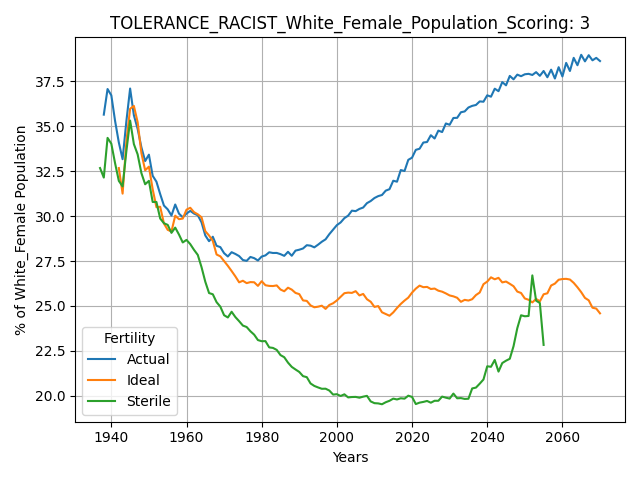 TOLERANCE_RACIST_White_Female_Population_Scoring: 3
% of White_Female Population
37.5
35.0
32.5
30.0
27.5
25.0
22.5
20.0
Fertility
Actual
Ideal
Sterile
1940 1960 1980 2000 2020 2040 2060
Years